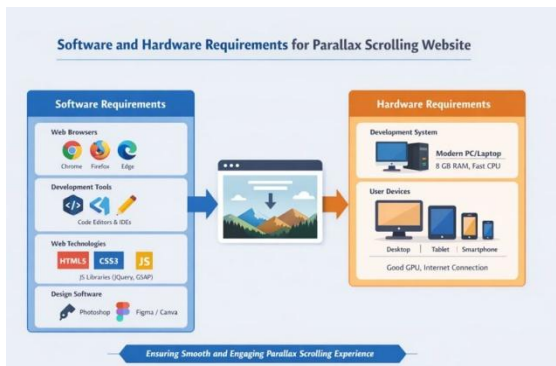 Software and Hardware Requirements for Parallax Scrolling Website
Software Requirements
Web Browsers
Chrome Firefox Edge
Development Tools
</>
Code Editors & IDEs
Web Technologies
HTML5 CSS3 JS
JS Libraries (jQuery, GSAP)
Design Software
Photoshop Figma / Canva
Hardware Requirements
Development System
Modern PC/Laptop
8 GB RAM, Fast CPU
User Devices
Desktop Tablet Smartphone
Good GPU, Internet Connection
Ensuring Smooth and Engaging Parallax Scrolling Experience